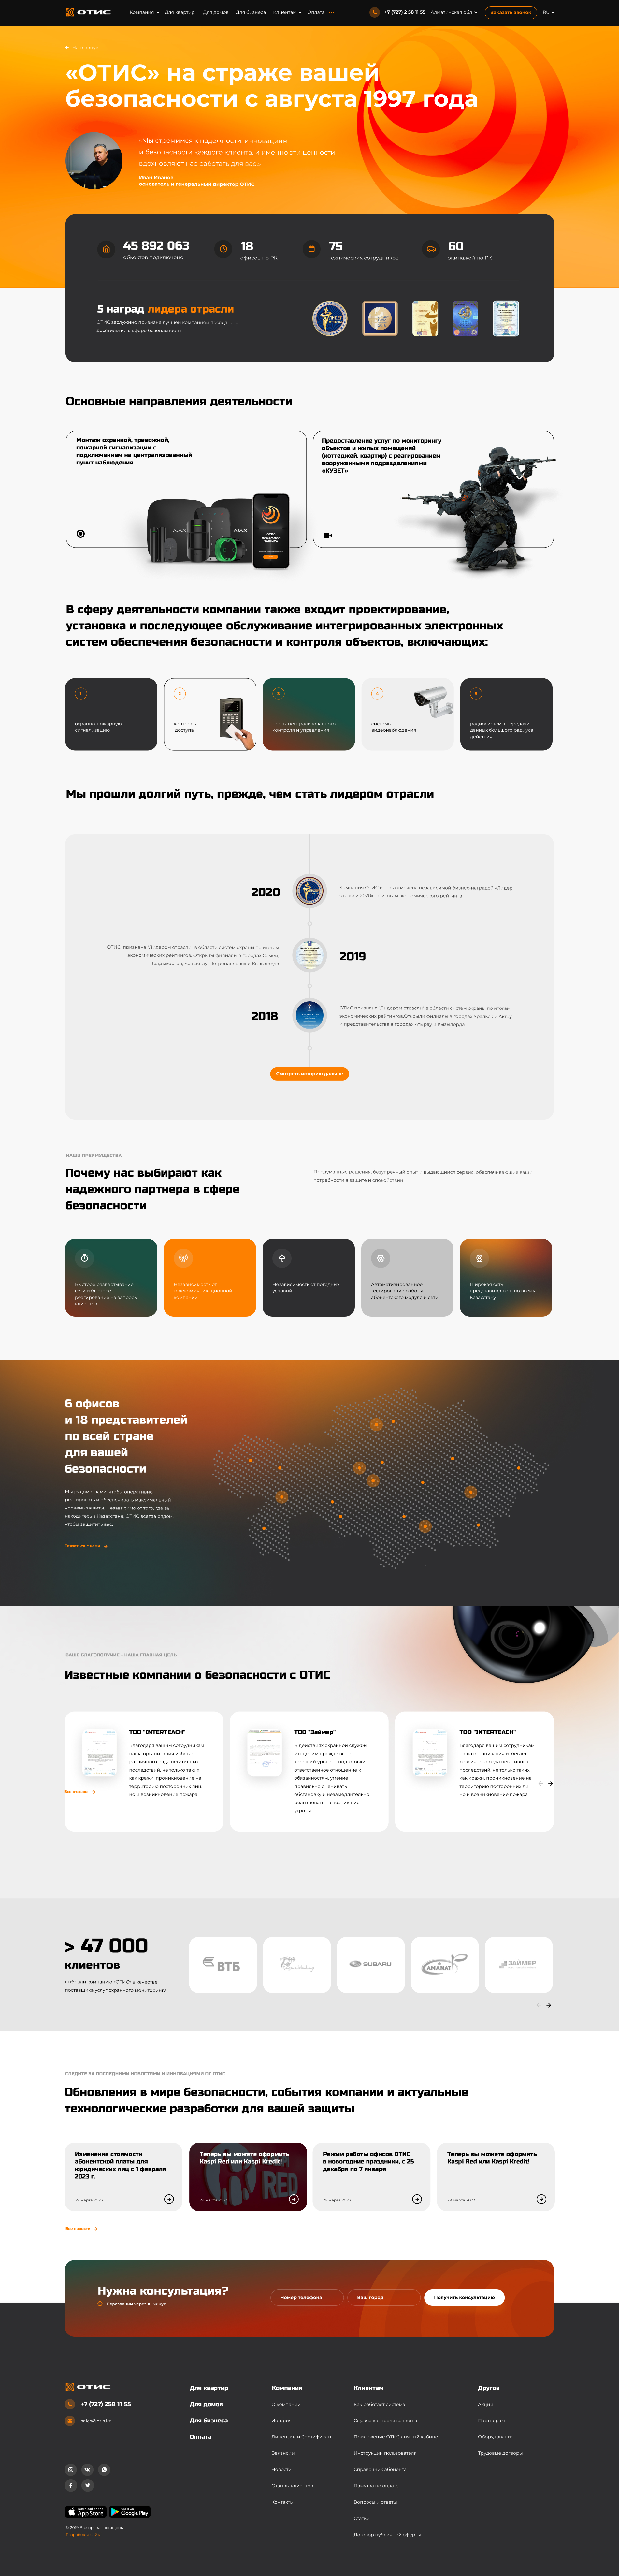 ОТИС
Компания
Для квартир
Для домов
Для Бизнеса
Клиентам
Оплата
+7 (727) 2 58 11 55
Алматинская обл
Заказать звонок
RU
На главную
«ОТИС» на страже вашей
безопасности с августа 1997 года
«Мы стремимся к надежности, инновациям
и безопасности каждого клиента, и именно эти ценности
вдохновляют нас работать для вас.»
Иван Иванов
основатель и генеральный директор ОТИС
45 892 063
объектов подключено
18
офисов по РК
75
технических сотрудников
60
экипажей по РК
5 наград лидера отрасли
ОТИС заслужило признана лучшей компанией последнего
десятилетия в сфере безопасности
Основные направления деятельности
Монтаж охранной, тревожной,
пожарной сигнализации с
подключением на централизованный
пункт наблюдения
AJAX
AJAX
Предоставление услуг по мониторингу
объектов и жилых помещений
(коттеджей, квартир) с реагированием
вооруженными подразделениями
«КУЗЕТ»
В сферу деятельности компании также входит проектирование,
установка и последующее обслуживание интегрированных электронных
систем обеспечения безопасности и контроля объектов, включающих:
1
охранно-пожарную
сигнализацию
2
контроль
доступа
3
посты централизованного
контроля и управления
4
системы
видеонаблюдения
5
радиосистемы передачи
данных большого радиуса
действия
Мы прошли долгий путь, прежде, чем стать лидером отрасли
2020
Компания ОТИС вновь отмечена независимой бизнес-наградой «Лидер
отрасли 2020» по итогам экономического рейтинга
ОТИС признана "Лидером отрасли" в области систем охраны по итогам
экономических рейтингов. Открыты филиалы в городах Семей,
Талдыкорган, Кокшетау, Петропавловск и Кызылорда
2019
2018
ОТИС признана "Лидером отрасли" в области систем охраны по итогам
экономических рейтингов.Открыли филиалы в городах Уральск и Актау,
и представительства в городах Атырау и Кызылорда
Смотреть историю дальше
НАШИ ПРЕИМУЩЕСТВА
Почему нас выбирают как
надежного партнера в сфере
безопасности
Продуманные решения, безупречный опыт и выдающийся сервис, обеспечивающие ваши
потребности в защите и спокойствии
Быстрое развертывание
сети и быстрое
реагирование на запросы
клиентов
Независимость от
телекоммуникационной
компании
Независимость от погодных
условий
Автоматизированное
тестирование работы
абонентского модуля и сети
Широкая сеть
представительств по всему
Казахстану.
6 офисов
и 18 представителей
по всей стране
для вашей
безопасности
Мы рядом с вами, чтобы оперативно
реагировать и обеспечивать максимальный
уровень защиты. Независимо от того, где вы
находитесь в Казахстане, ОТИС всегда рядом,
чтобы защитить вас.
Связаться с нами
ВАШЕ БЛАГОПОЛУЧИЕ - НАША ГЛАВНАЯ ЦЕЛЬ
Известные компании о безопасности с ОТИС
ТОО "INTERTEACH"
Благодаря вашим сотрудникам
наша организация избегает
различного рода негативных
последствий, не только таких
как кражи, проникновение на
территорию посторонних лиц,
но и возникновение пожара
ТОО "Займер"
В действиях охранной службы
мы ценим прежде всего
хороший уровень подготовки,
ответственное отношение к
обязанностям, умение
правильно оценивать
обстановку и незамедлительно
реагировать на возникшие
угрозы
ТОО "INTERTEACH"
Благодаря вашим сотрудникам
наша организация избегает
различного рода негативных
последствий, не только таких
как кражи, проникновение на
территорию посторонних лиц,
но и возникновение пожара
Все отзывы
> 47 000
клиентов
выбрали компанию «ОТИС» в качестве
поставщика услуг охранного мониторинга
ВТБ
SUBARU
АМАНАТ
ЗАЙМЕР
СЛЕДИТЕ ЗА ПОСЛЕДНИМИ НОВОСТЯМИ И ИННОВАЦИЯМИ ОТ ОТИС
Обновления в мире безопасности, события компании и актуальные
технологические разработки для вашей защиты
Изменение стоимости
абонентской платы для
юридических лиц с 1 февраля
2023 г.
29 марта 2023
Теперь вы можете оформить
Kaspi Red или Kaspi Kredit!
RED
29 марта 2023
Режим работы офисов ОТИС
в новогодние праздники, с 25
декабря по 7 января
29 марта 2023
Теперь вы можете оформить
Kaspi Red или Kaspi Kredit!
29 марта 2023
Все новости
Нужна консультация?
Перезвоним через 10 минут
Номер телефона
Ваш город
Получить консультацию
ОТИС
+7 (727) 258 11 55
sales@otis.kz
Download on the
App Store
GET IT ON
Google Play
© 2019 Все права защищены
Разработка сайта
Для квартир
Для домов
Для Бизнеса
Оплата
Компания
О компании
История
Лицензии и Сертификаты
Вакансии
Новости
Отзывы клиентов
Контакты
Клиентам
Как работает система
Служба контроля качества
Приложение ОТИС личный кабинет
Инструкции пользователя
Справочник абонента
Памятка по оплате
Вопросы и ответы
Статьи
Договор публичной оферты
Другое
Акции
Партнерам
Оборудование
Трудовые договоры